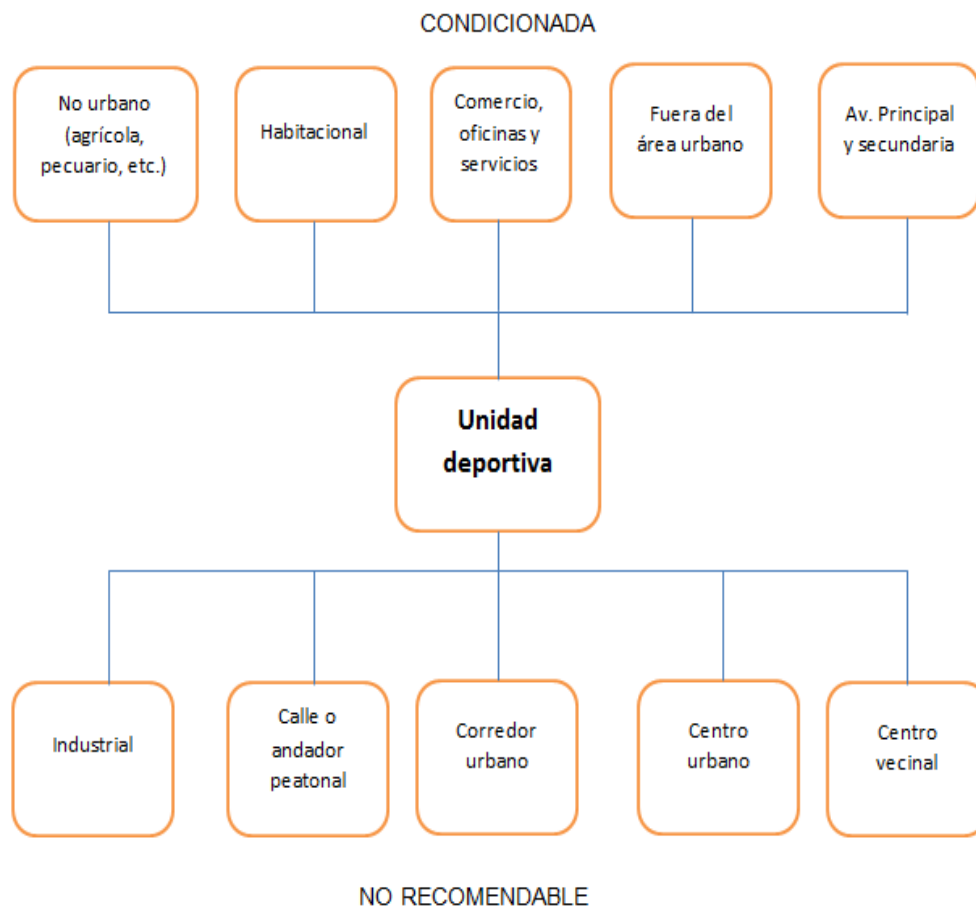 CONDICIONADA
No urbano
(agrícola,
pecuario, etc.)
Habitacional
Comercio,
oficinas y
servicios
Fuera del
área urbano
Av. Principal
y secundaria
Unidad
deportiva
Industrial
Calle o
andador
peatonal
Corredor
urbano
Centro
urbano
Centro
vecinal
NO RECOMENDABLE